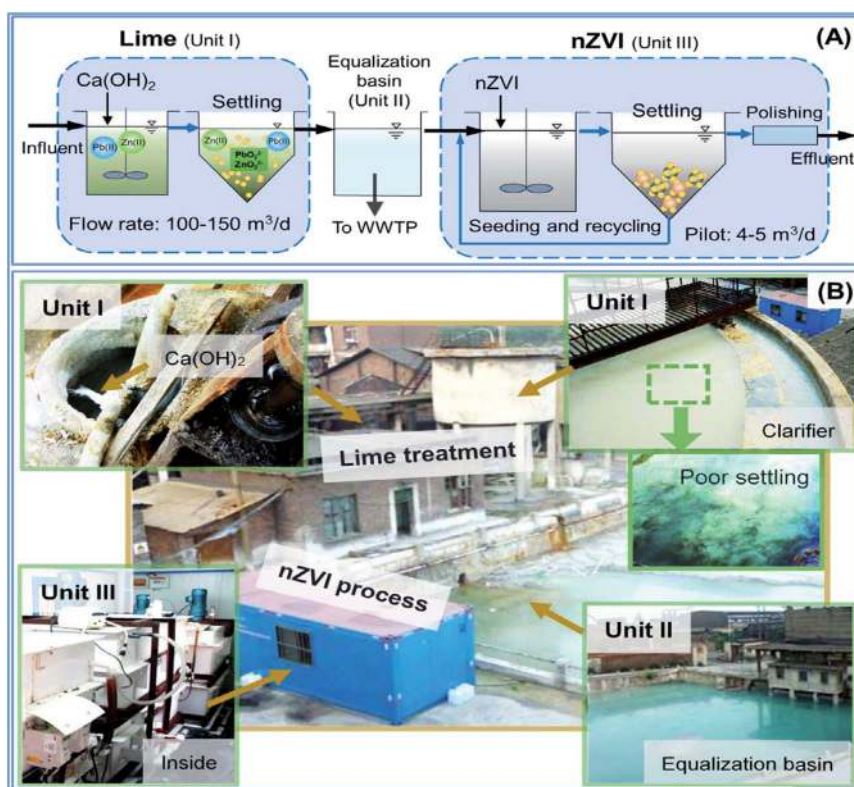 Lime (Unit I)
nZVI (Unit III)
(A)
Ca(OH)₂
Settling
Equalization
basin
(Unit II)
nZVI
Settling
Polishing
Influent
Pb(II)
Zn(II)
Zn(II)
Pb(II)
PbO₂²⁻
ZnO₂²⁻
Effluent
Flow rate: 100-150 m³/d
To WWTP
Seeding and recycling
Pilot: 4-5 m³/d
(B)
Unit I
Ca(OH)₂
Unit I
Clarifier
Lime treatment
Poor settling
nZVI process
Unit III
Inside
Unit II
Equalization basin